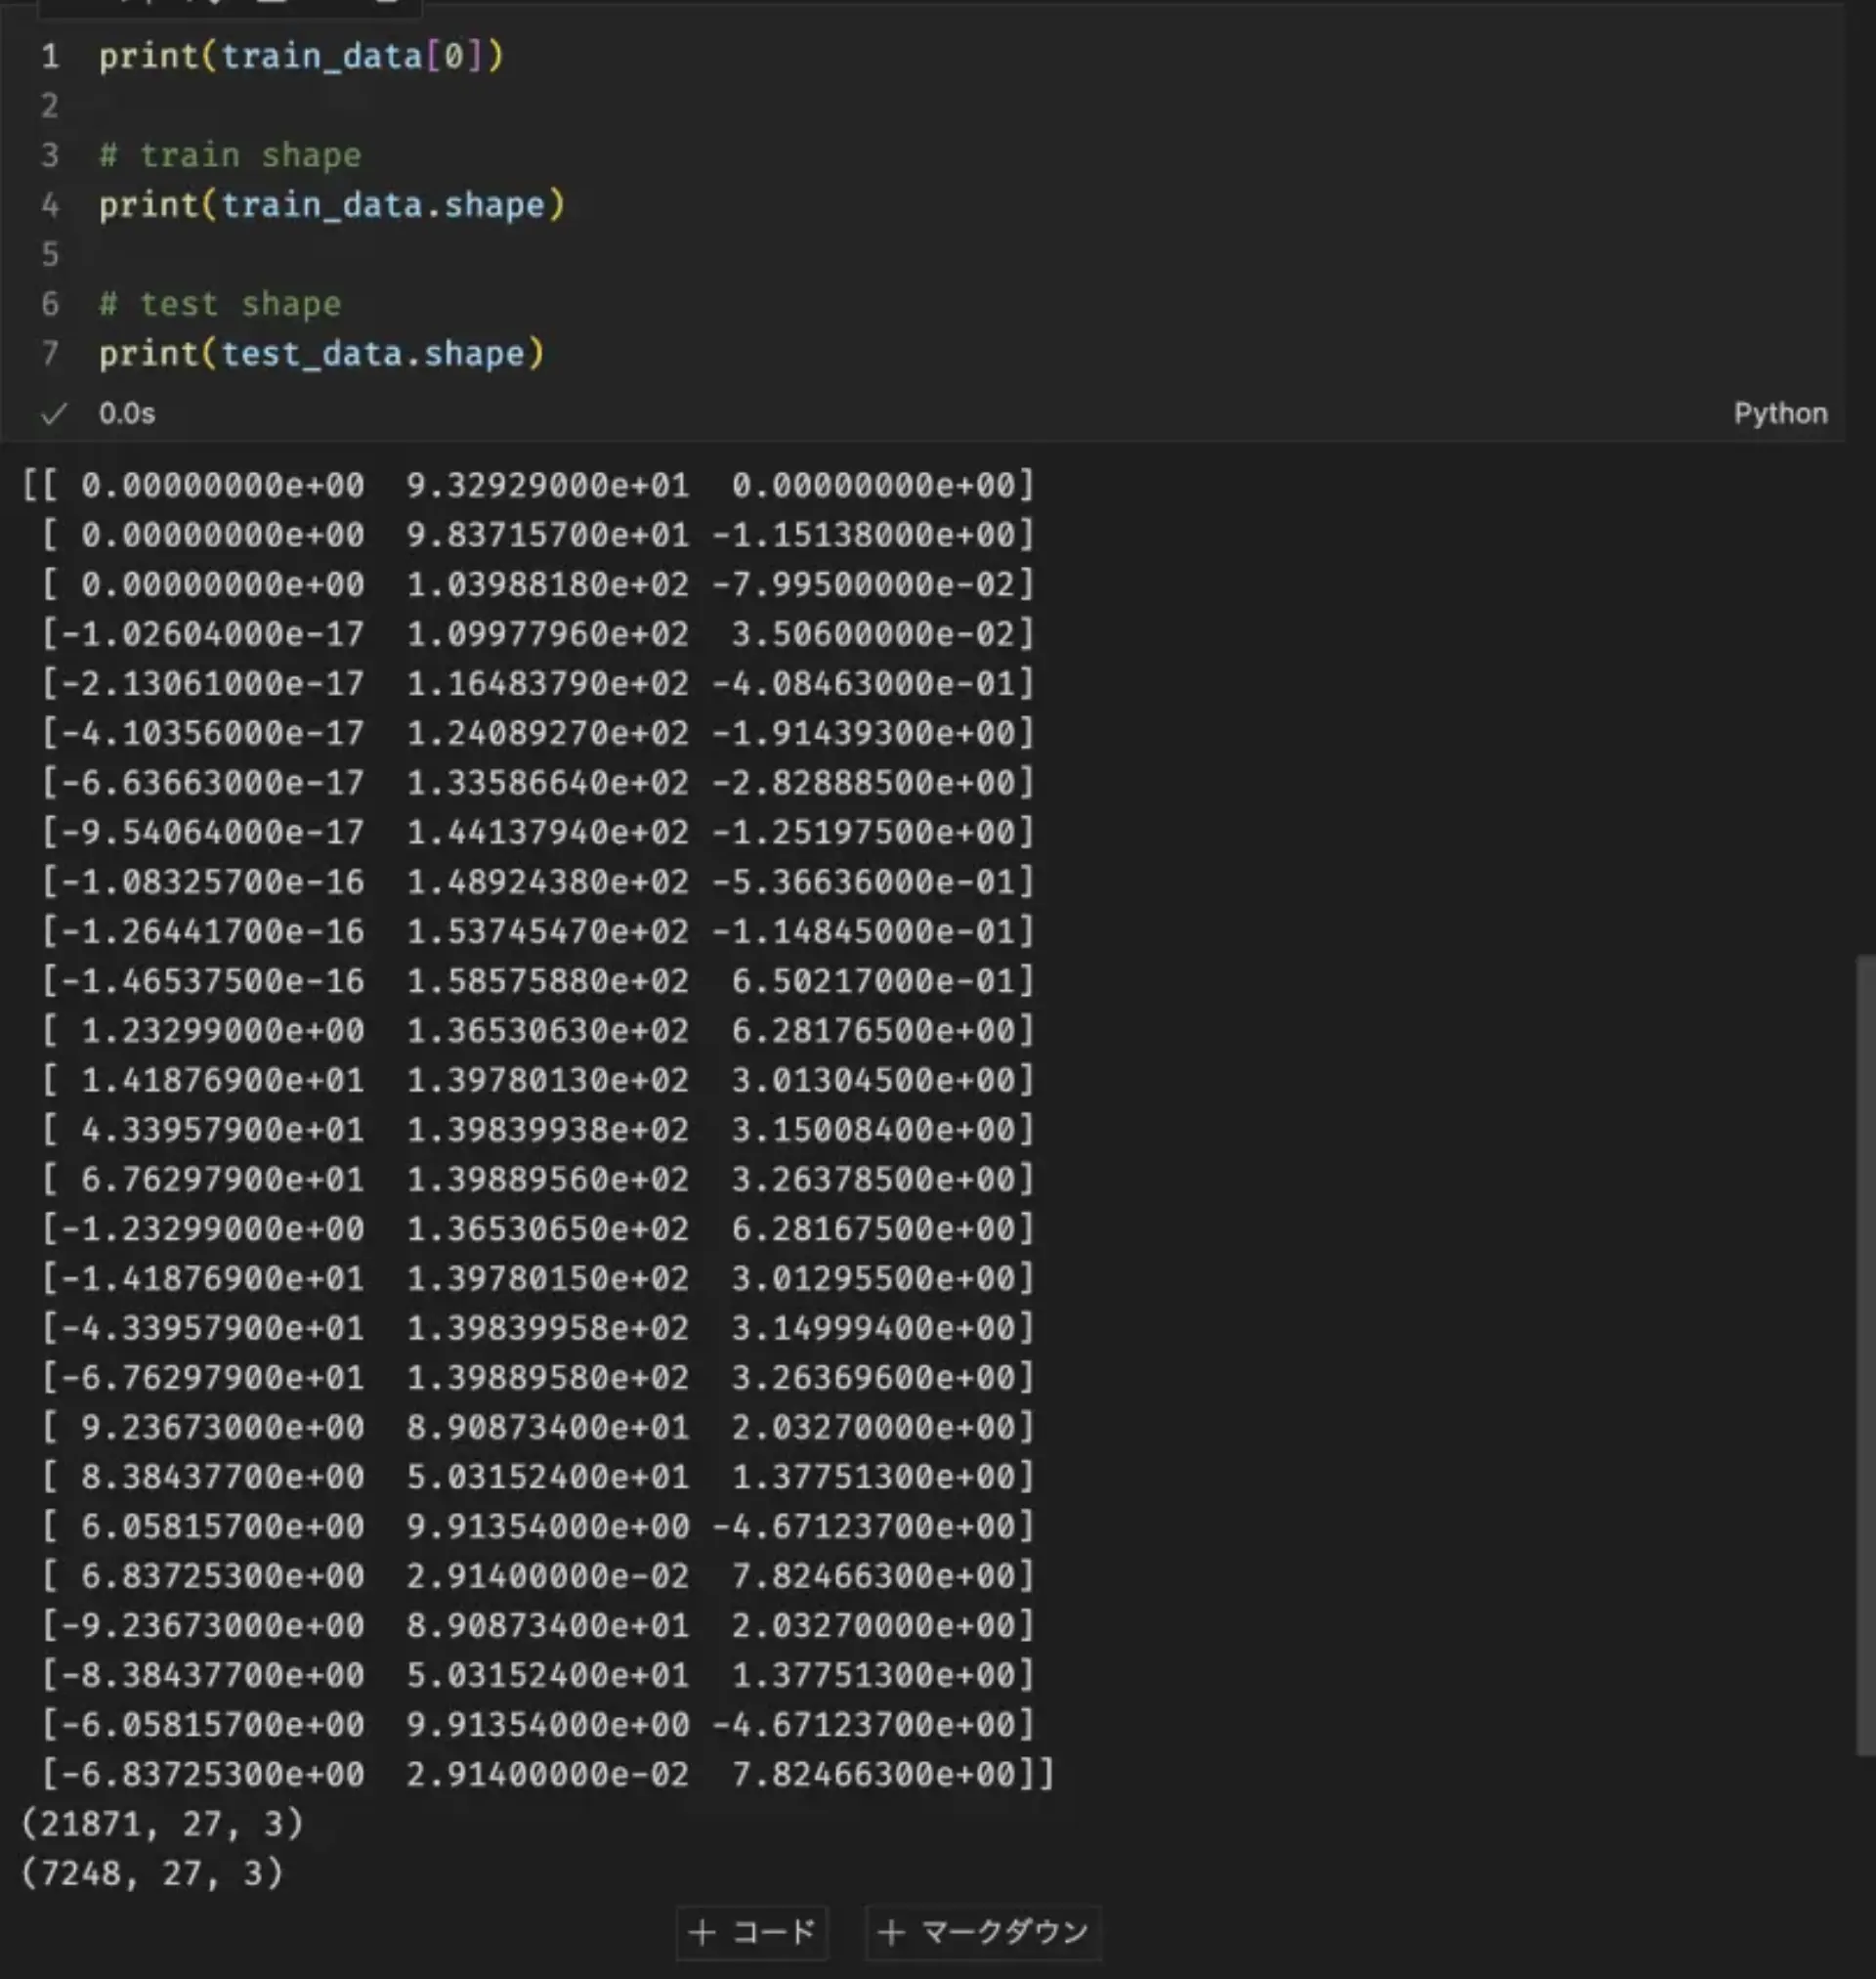 1 print(train_data[0])
2
3 # train shape
4 print(train_data.shape)
5
6 # test shape
7 print(test_data.shape)
✓ 0.0s Python
[[ 0.00000000e+00  9.32929000e+01  0.00000000e+00]
 [ 0.00000000e+00  9.83715700e+01 -1.15138000e+00]
 [ 0.00000000e+00  1.03988180e+02 -7.99500000e-02]
 [-1.02604000e-17  1.09977960e+02  3.50600000e-02]
 [-2.13061000e-17  1.16483790e+02 -4.08463000e-01]
 [-4.10356000e-17  1.24089270e+02 -1.91439300e+00]
 [-6.63663000e-17  1.33586640e+02 -2.82888500e+00]
 [-9.54064000e-17  1.44137940e+02 -1.25197500e+00]
 [-1.08325700e-16  1.48924380e+02 -5.36636000e-01]
 [-1.26441700e-16  1.53745470e+02 -1.14845000e-01]
 [-1.46537500e-16  1.58575880e+02  6.50217000e-01]
 [ 1.23299000e+00  1.36530630e+02  6.28176500e+00]
 [ 1.41876900e+01  1.39780130e+02  3.01304500e+00]
 [ 4.33957900e+01  1.39839938e+02  3.15008400e+00]
 [ 6.76297900e+01  1.39889560e+02  3.26378500e+00]
 [-1.23299000e+00  1.36530650e+02  6.28167500e+00]
 [-1.41876900e+01  1.39780150e+02  3.01295500e+00]
 [-4.33957900e+01  1.39839958e+02  3.14999400e+00]
 [-6.76297900e+01  1.39889580e+02  3.26369600e+00]
 [ 9.23673000e+00  8.90873400e+01  2.03270000e+00]
 [ 8.38437700e+00  5.03152400e+01  1.37751300e+00]
 [ 6.05815700e+00  9.91354000e+00 -4.67123700e+00]
 [ 6.83725300e+00  2.91400000e-02  7.82466300e+00]
 [-9.23673000e+00  8.90873400e+01  2.03270000e+00]
 [-8.38437700e+00  5.03152400e+01  1.37751300e+00]
 [-6.05815700e+00  9.91354000e+00 -4.67123700e+00]
 [-6.83725300e+00  2.91400000e-02  7.82466300e+00]]
(21871, 27, 3)
(7248, 27, 3)
+ コード + マークダウン